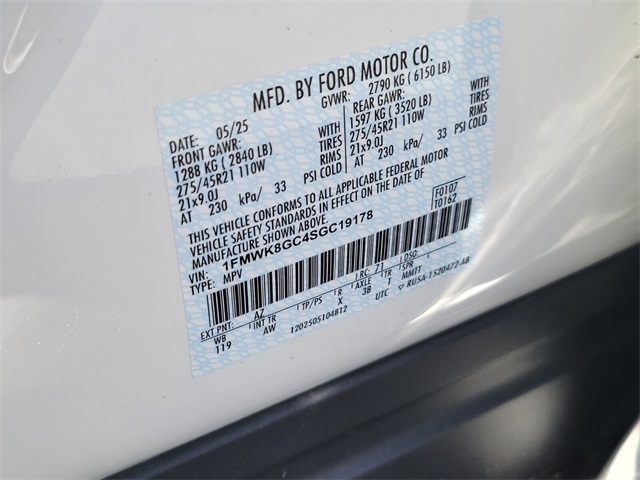 MFD. BY FORD MOTOR CO.
DATE: 05/25 GVWR: 2790 KG ( 6150 LB)
FRONT GAWR: REAR GAWR:
1288 KG ( 2840 LB) WITH 1597 KG ( 3520 LB) WITH
275/45R21 110W TIRES 275/45R21 110W TIRES
21x9.0J RIMS 21x9.0J RIMS
AT 230 kPa/ 33 PSI COLD AT 230 kPa/ 33 PSI COLD
THIS VEHICLE CONFORMS TO ALL APPLICABLE FEDERAL MOTOR
VEHICLE SAFETY STANDARDS IN EFFECT ON THE DATE OF
MANUFACTURE SHOWN ABOVE.
VIN: 1FMWK8GC4SGC19178 F0107
TYPE: MPV T0162
EXT PNT: AZ RC: 71 DSO:
WB INT TR TP/PS R AXLE T SPR
119 AW X 3B T MMTT
1202505104812 UTC RU5A-1520472-AB